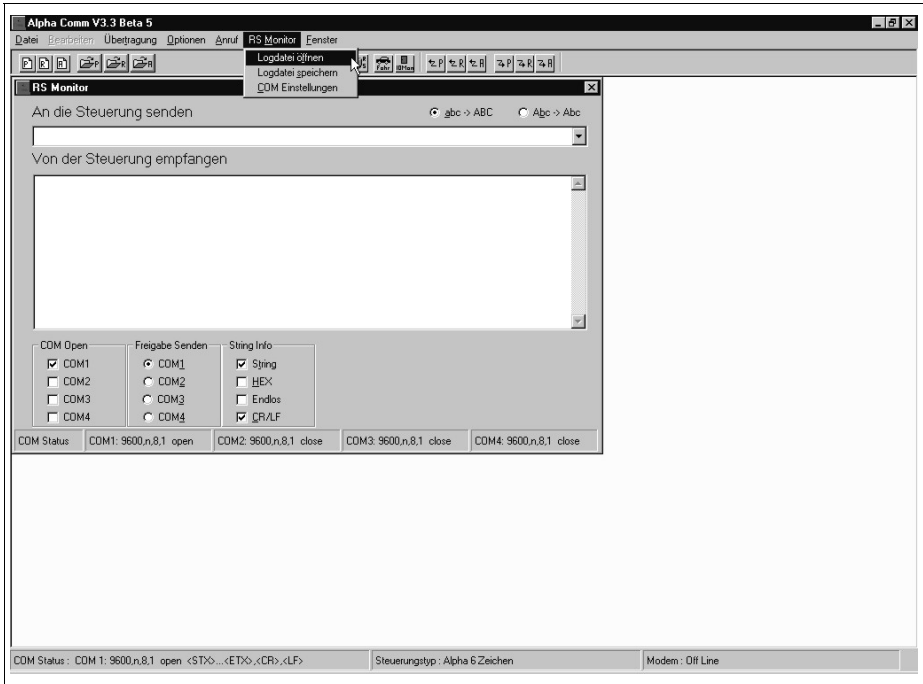 Alpha Comm V3.3 Beta 5
Datei Bearbeiten Übertragung Optionen Anruf RS Monitor Fenster
Logdatei öffnen
Logdatei speichern
COM Einstellungen
P R A P R A Fahr P R A P R A
RS Monitor
An die Steuerung senden
abc -> ABC Abc -> Abc
Von der Steuerung empfangen
COM Open Freigabe Senden String Info
COM1 COM1 String
COM2 COM2 HEX
COM3 COM3 Endlos
COM4 COM4 CR/LF
COM Status COM1: 9600,n,8,1 open COM2: 9600,n,8,1 close COM3: 9600,n,8,1 close COM4: 9600,n,8,1 close
COM Status : COM 1: 9600,n,8,1 open <STX>...<ETX>,<CR>,<LF> Steuerungstyp : Alpha 6 Zeichen Modem : Off Line